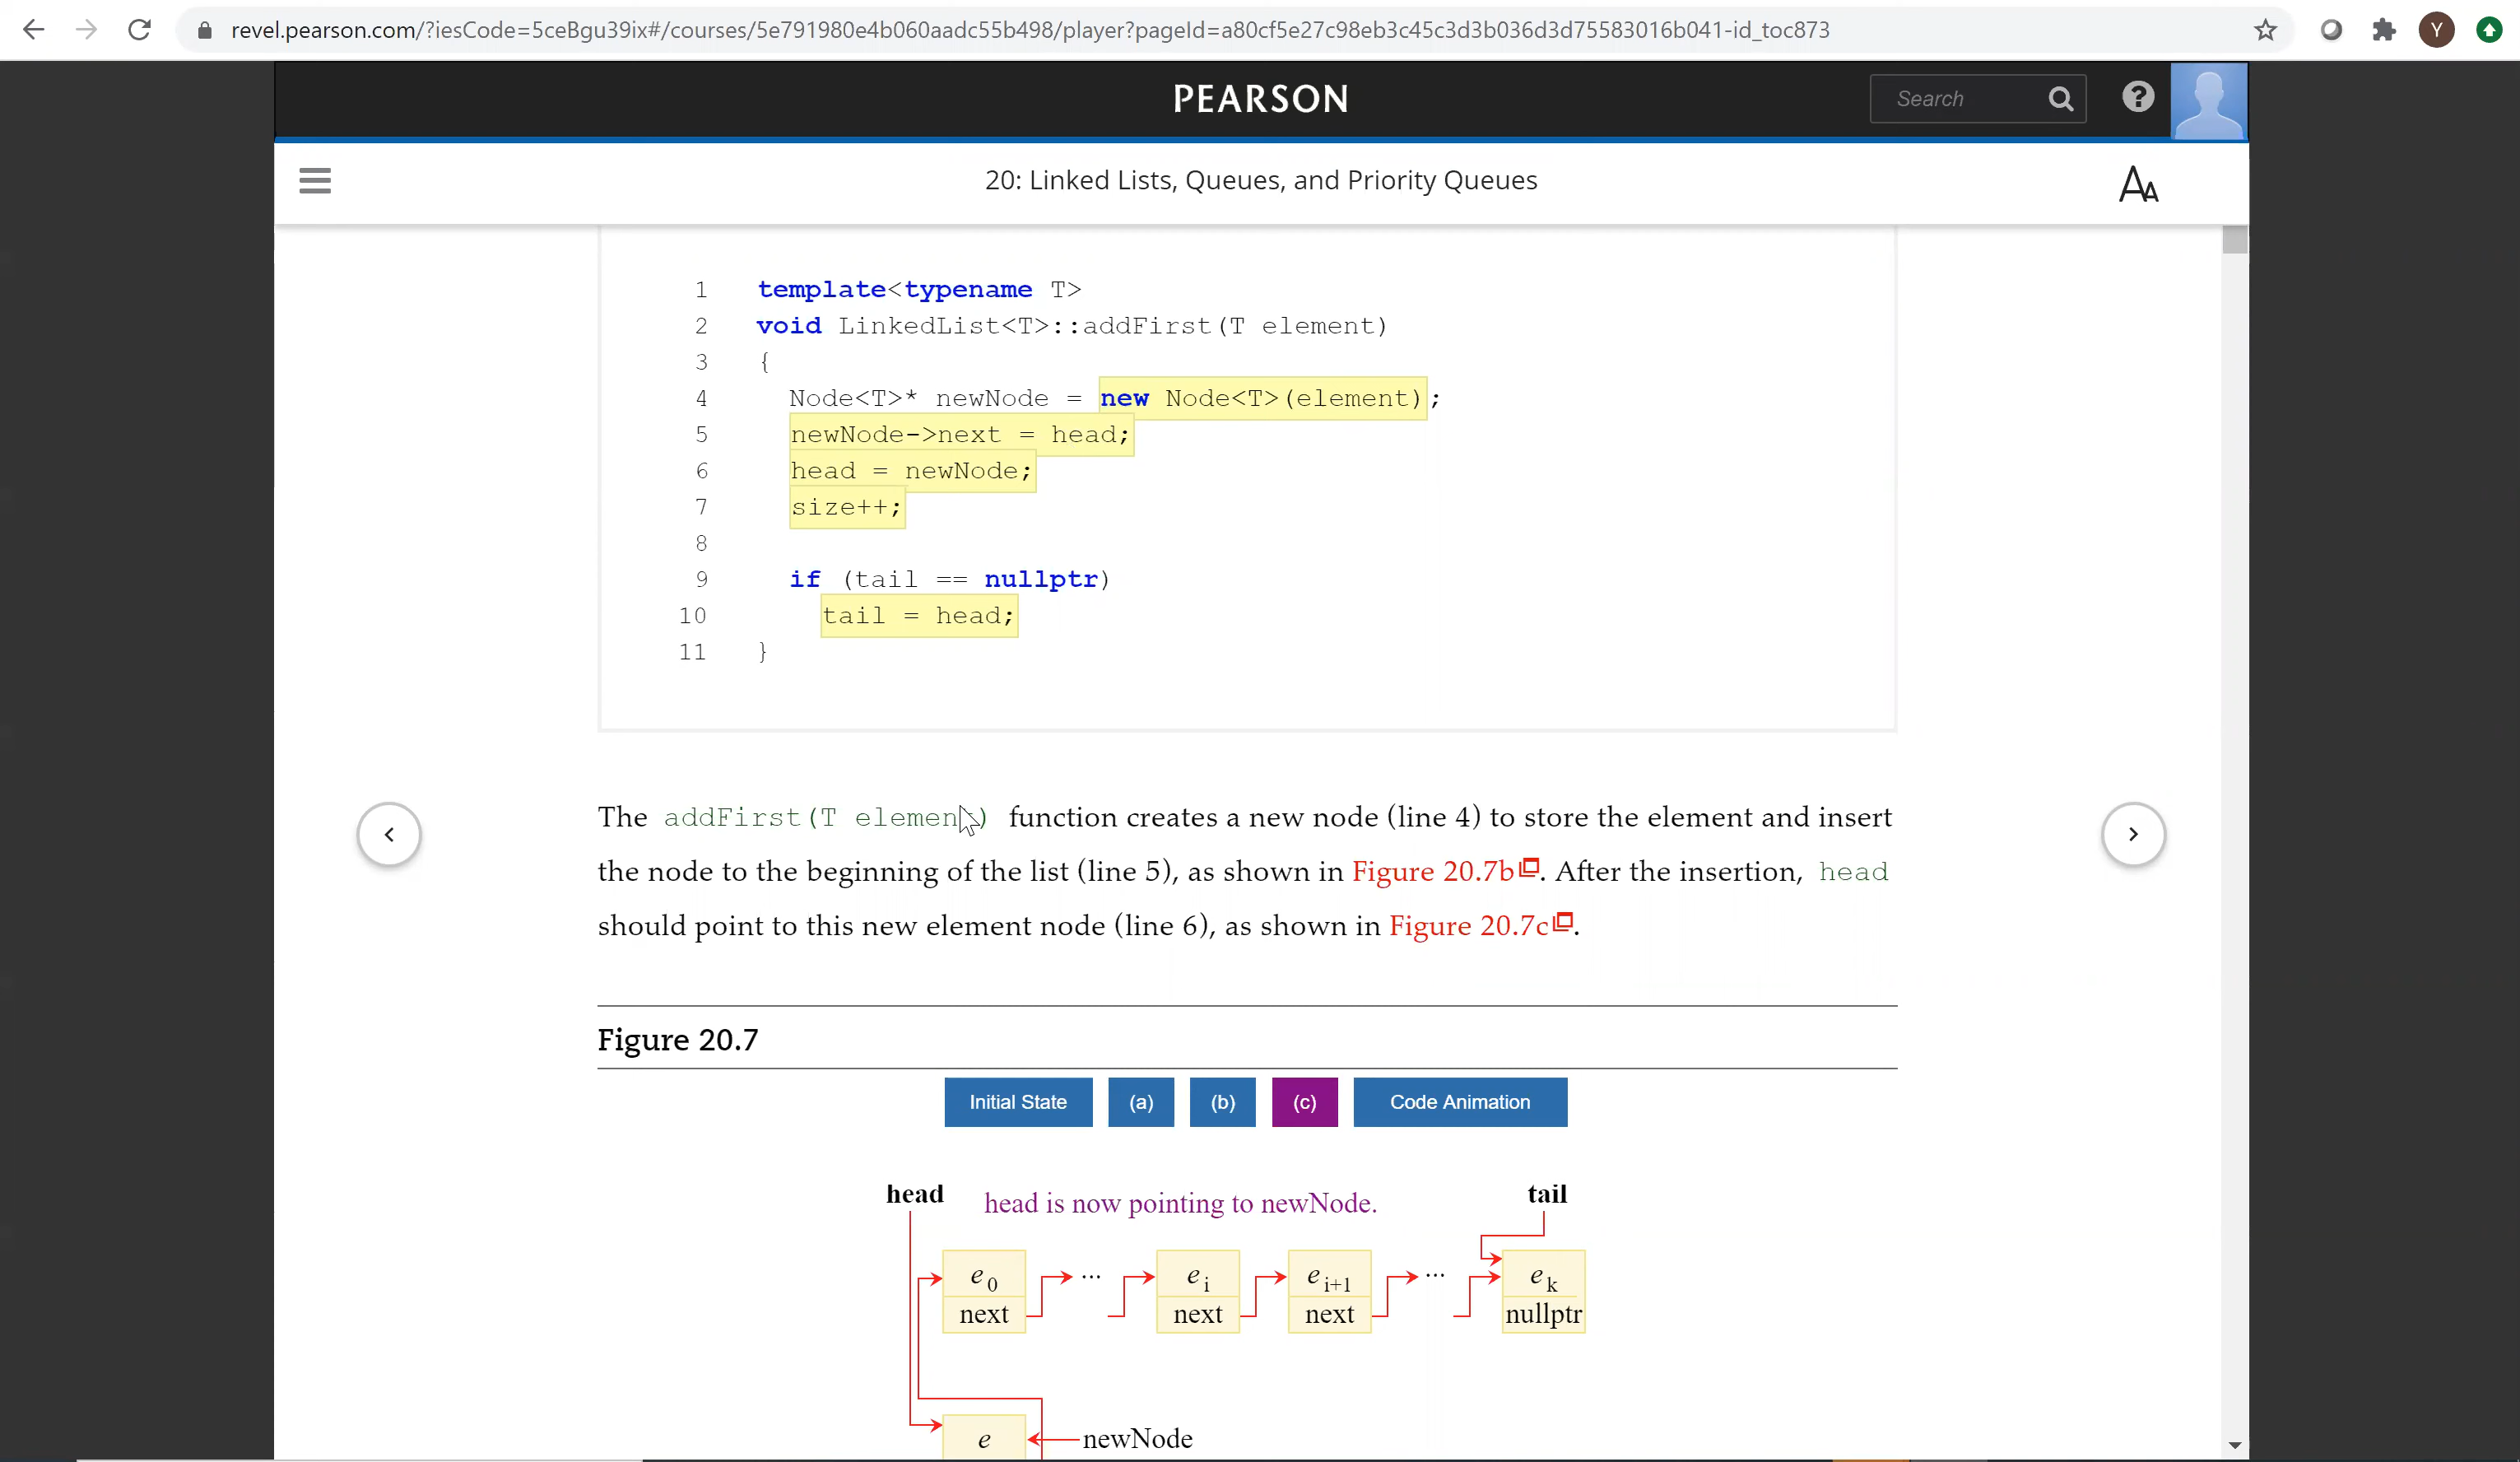 revel.pearson.com/?iesCode=5ceBgu39ix#/courses/5e791980e4b060aadc55b498/player?pageId=a80cf5e27c98eb3c45c3d3b036d3d75583016b041-id_toc873
Y
PEARSON
Search
?
20: Linked Lists, Queues, and Priority Queues
AA
1 template<typename T>
2 void LinkedList<T>::addFirst(T element)
3 {
4 Node<T>* newNode = new Node<T>(element);
5 newNode->next = head;
6 head = newNode;
7 size++;
8
9 if (tail == nullptr)
10 tail = head;
11 }
The addFirst(T element) function creates a new node (line 4) to store the element and insert
the node to the beginning of the list (line 5), as shown in Figure 20.7b. After the insertion, head
should point to this new element node (line 6), as shown in Figure 20.7c.
Figure 20.7
Initial State (a) (b) (c) Code Animation
head head is now pointing to newNode. tail
e0 ... ei ei+1 ... ek
next next next nullptr
e newNode